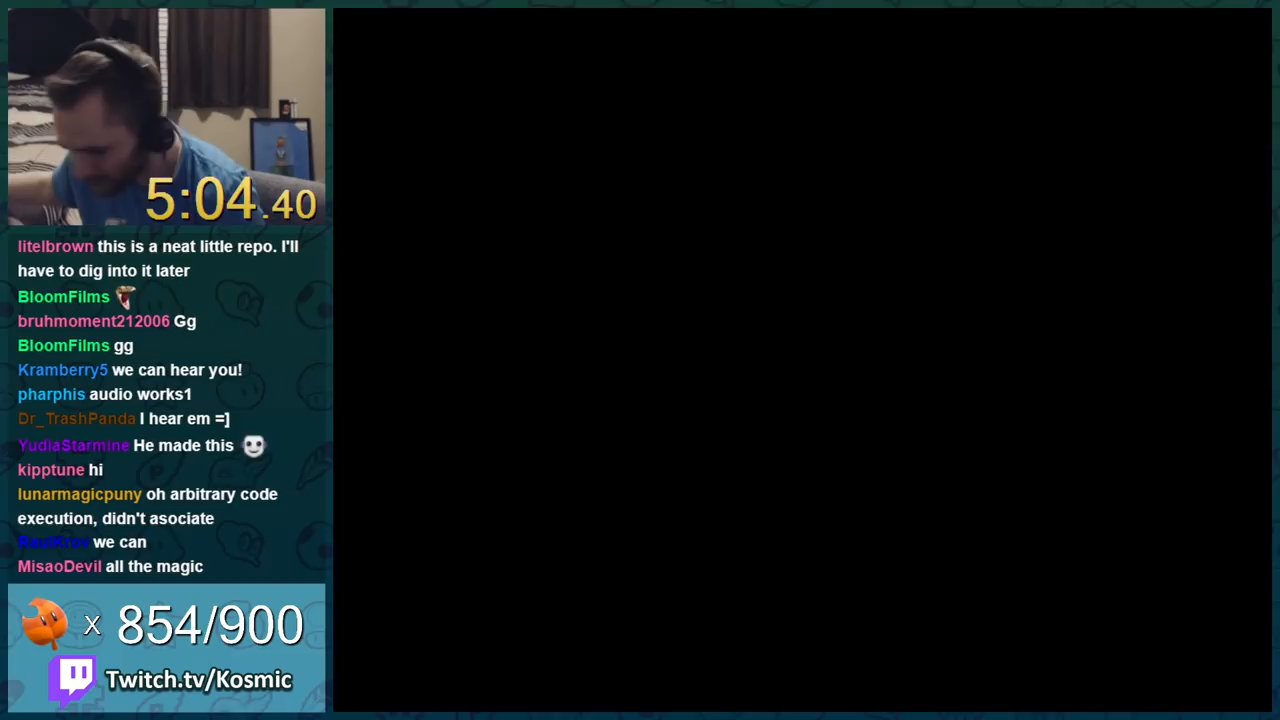 5:04.40
litelbrown this is a neat little repo. I'll
have to dig into it later
BloomFilms
bruhmoment212006 Gg
BloomFilms gg
Kramberry5 we can hear you!
pharphis audio works1
Dr_TrashPanda I hear em =]
YudiaStarmine He made this
kipptune hi
lunarmagicpuny oh arbitrary code
execution, didn't asociate
we can
MisaoDevil all the magic
x 854/900
Twitch.tv/Kosmic